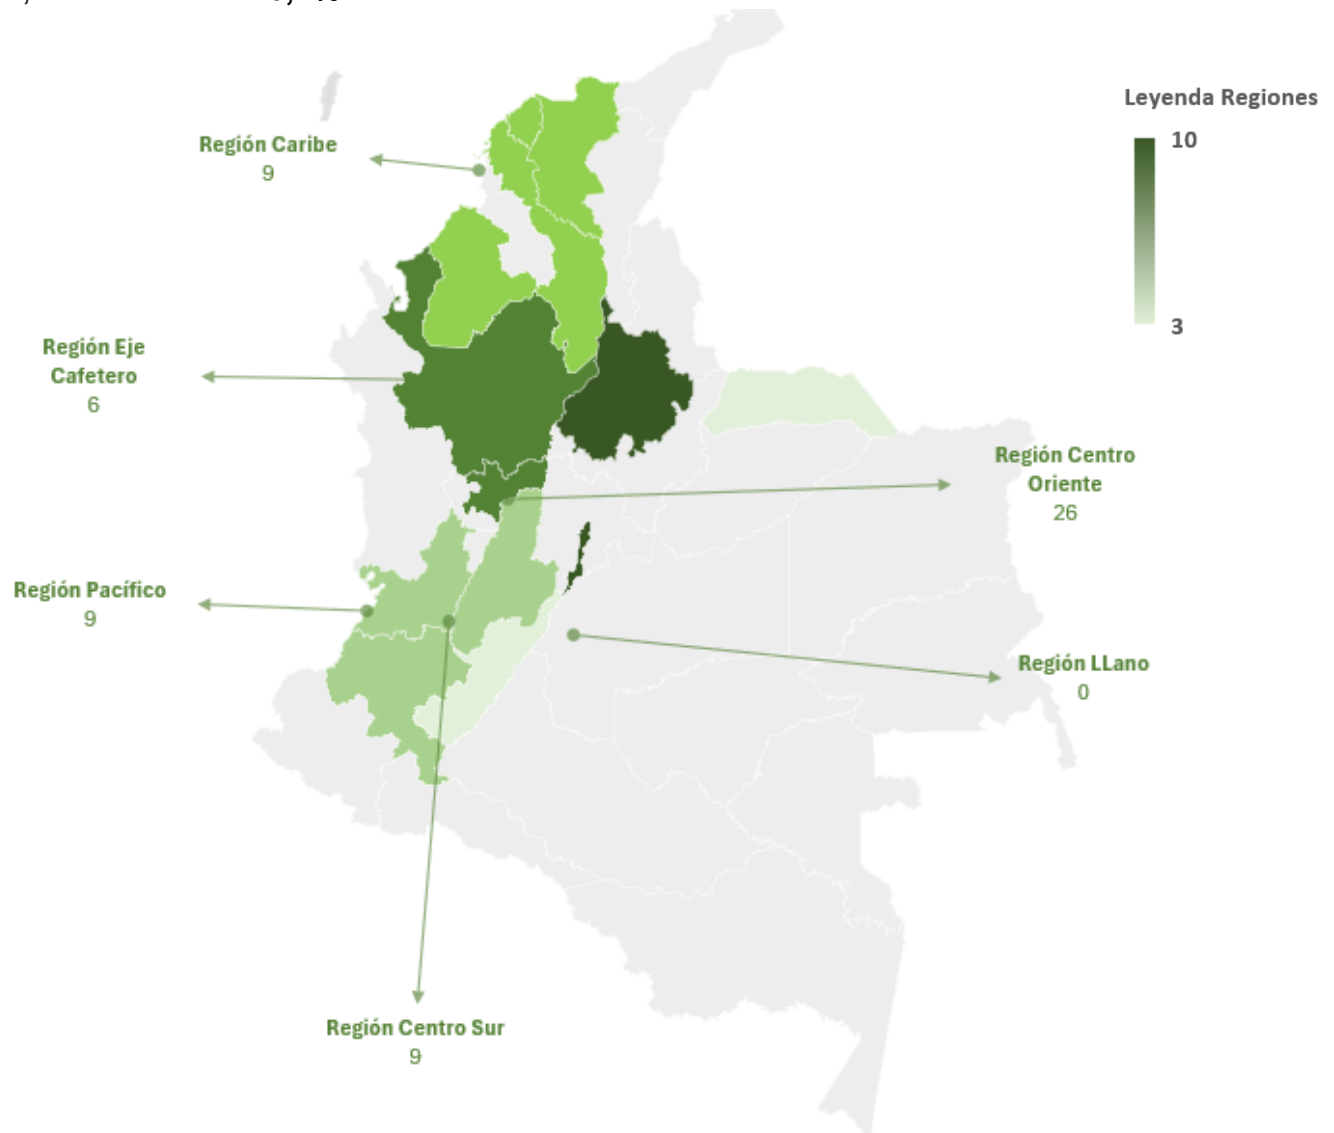 Leyenda Regiones
10
3
Región Caribe
9
Región Eje
Cafetero
6
Región Centro
Oriente
26
Región Pacífico
9
Región LLano
0
Región Centro Sur
9